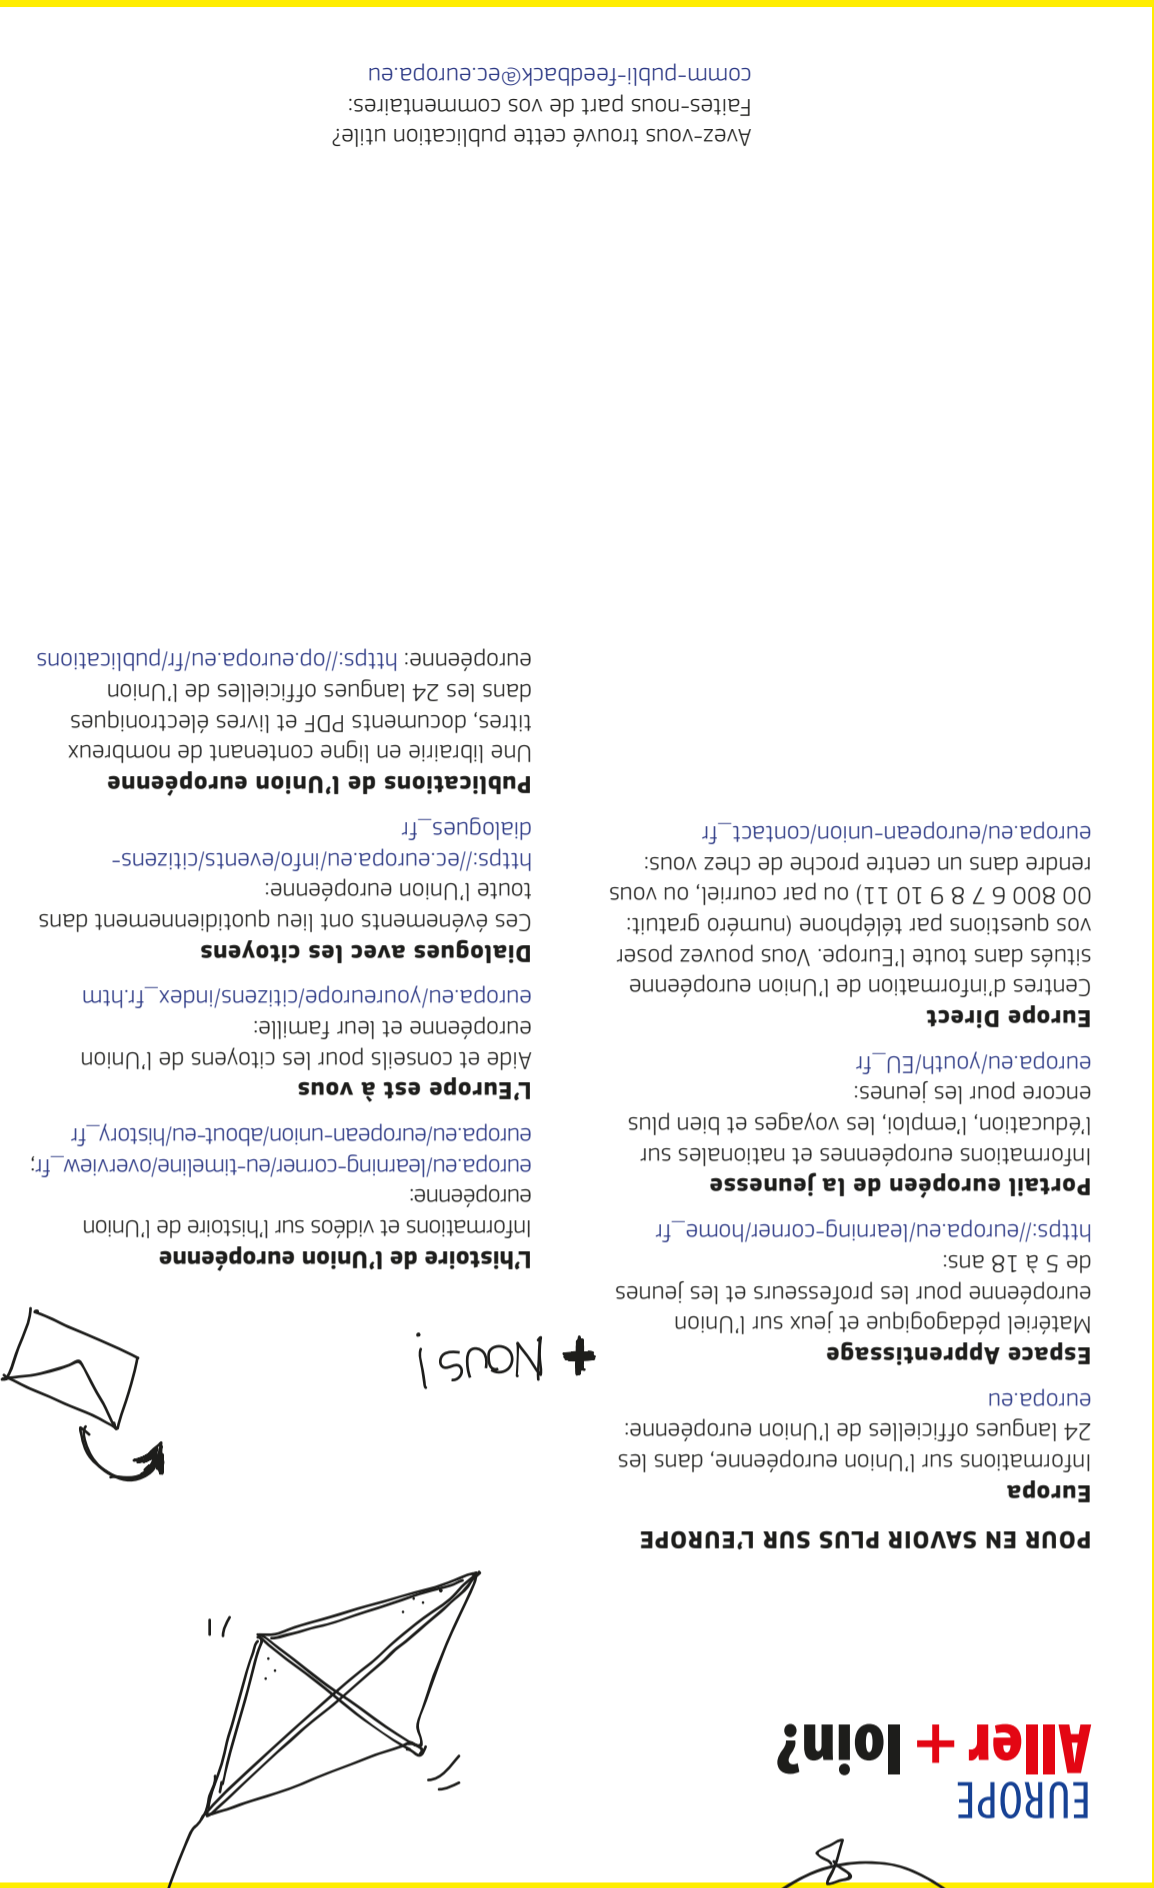 EUROPE
Aller + loin?
POUR EN SAVOIR PLUS SUR L'EUROPE
Europa
Informations sur l'Union européenne, dans les
24 langues officielles de l'Union européenne:
europa.eu
Espace Apprentissage
Matériel pédagogique et jeux sur l'Union
européenne pour les professeurs et les jeunes
de 5 à 18 ans:
https://europa.eu/learning-corner/home_fr
Portail européen de la jeunesse
Informations européennes et nationales sur
l'éducation, l'emploi, les voyages et bien plus
encore pour les jeunes:
europa.eu/youth/EU_fr
Europe Direct
Centres d'information de l'Union européenne
situés dans toute l'Europe. Vous pouvez poser
vos questions par téléphone (numéro gratuit:
00 800 6 7 8 9 10 11) ou par courriel, ou vous
rendre dans un centre proche de chez vous:
europa.eu/european-union/contact_fr
+ NOUS!
L'histoire de l'Union européenne
Informations et vidéos sur l'histoire de l'Union
européenne:
europa.eu/learning-corner/eu-timeline/overview_fr;
europa.eu/european-union/about-eu/history_fr
L'Europe est à vous
Aide et conseils pour les citoyens de l'Union
européenne et leur famille:
europa.eu/youreurope/citizens/index_fr.htm
Dialogues avec les citoyens
Ces événements ont lieu quotidiennement dans
toute l'Union européenne:
https://ec.europa.eu/info/events/citizens-
dialogues_fr
Publications de l'Union européenne
Une librairie en ligne contenant de nombreux
titres, documents PDF et livres électroniques
dans les 24 langues officielles de l'Union
européenne: https://op.europa.eu/fr/publications
Avez-vous trouvé cette publication utile?
Faites-nous part de vos commentaires:
comm-publi-feedback@ec.europa.eu